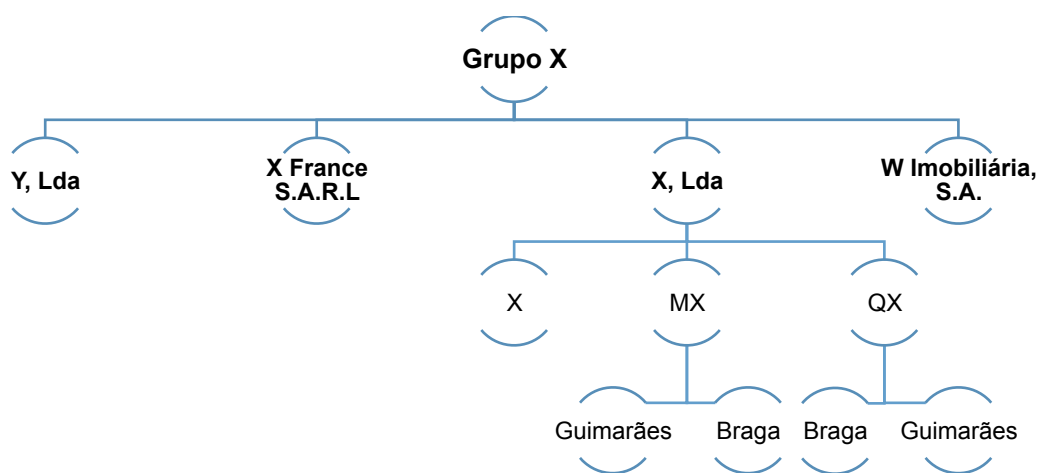 Grupo X
Y, Lda
X France
S.A.R.L
X, Lda
W Imobiliária,
S.A.
X
MX
QX
Guimarães
Braga
Braga
Guimarães